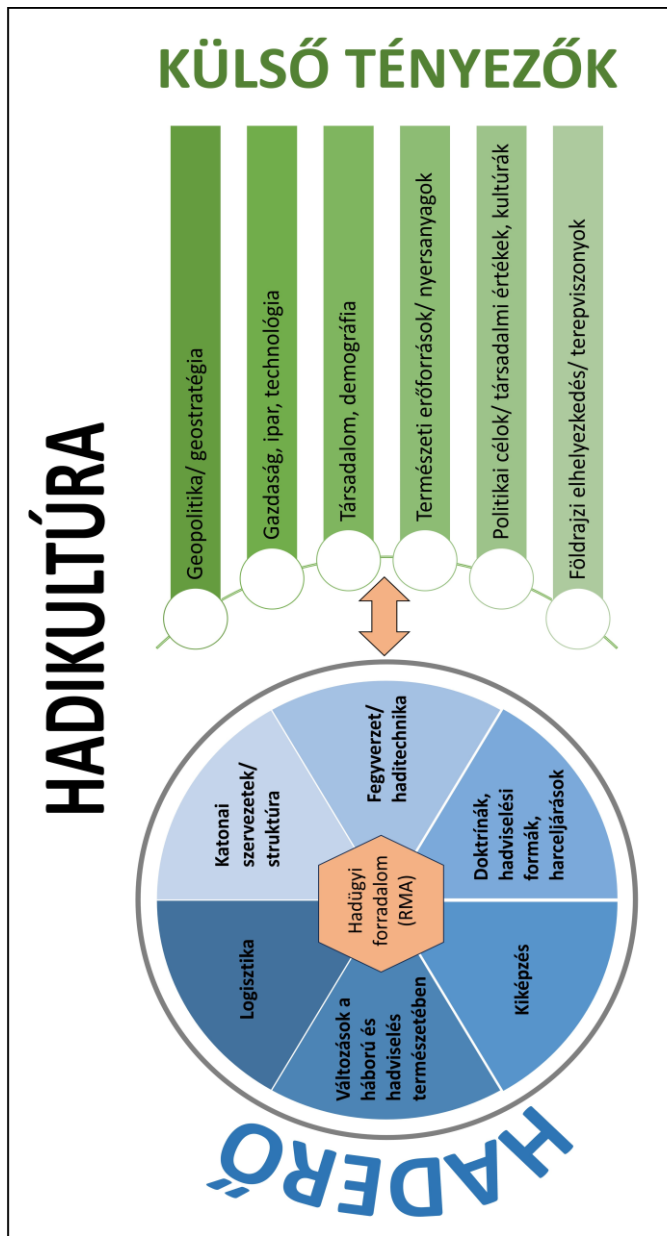 HADIKULTÚRA
KÜLSŐ TÉNYEZŐK
Geopolitika/ geostratégia
Gazdaság, ipar, technológia
Társadalom, demográfia
Természeti erőforrások/ nyersanyagok
Politikai célok/ társadalmi értékek, kultúrák
Földrajzi elhelyezkedés/ terepviszonyok
HADERŐ
Katonai
szervezetek/
struktúra
Fegyverzet/
haditechnika
Doktrínák,
hadviselési
formák,
harceljárások
Kiképzés
Változások a
háború és
hadviselés
természetében
Logisztika
Hadügyi
forradalom
(RMA)